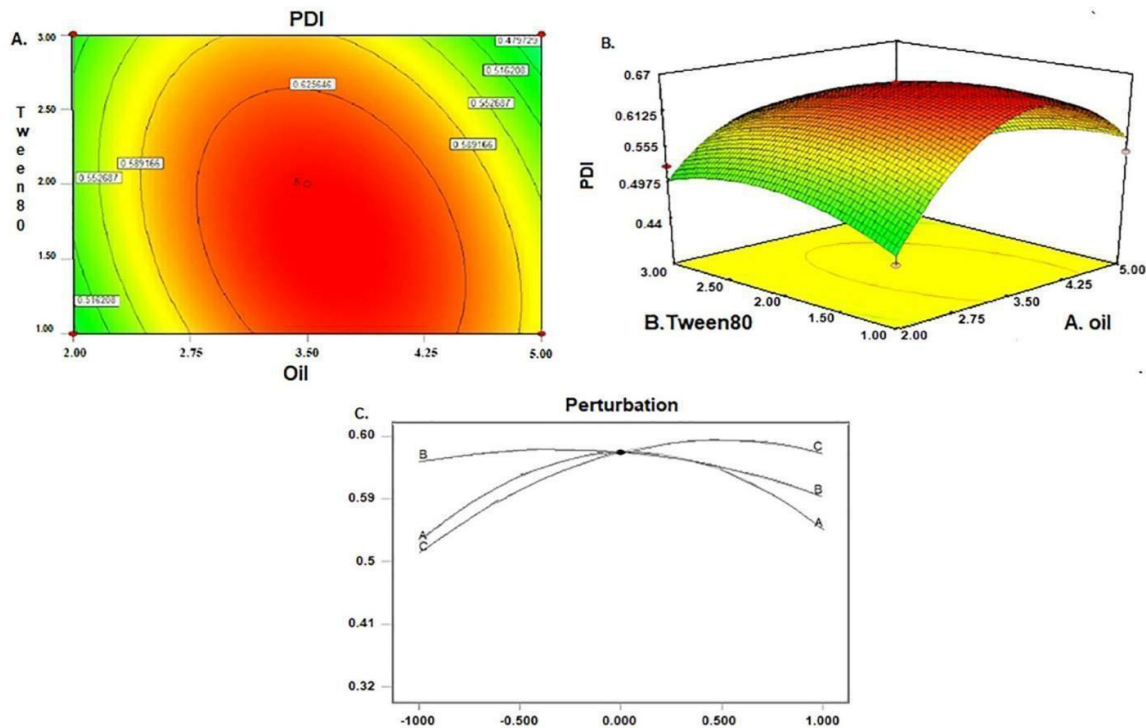 PDI
A.
3.00
2.50
2.00
1.50
1.00
Tween80
0.479729
0.516208
0.552687
0.589166
0.625646
0.589166
0.552687
0.516208
5
2.00 2.75 3.50 4.25 5.00
Oil
B.
0.67
0.6125
0.555
0.4975
0.44
PDI
3.00 2.50 2.00 1.50 1.00
B.Tween80
2.00 2.75 3.50 4.25 5.00
A. oil
C.
Perturbation
0.60
0.59
0.5
0.41
0.32
B
A
C
C
B
A
-1000 -0.500 0.000 0.500 1.000